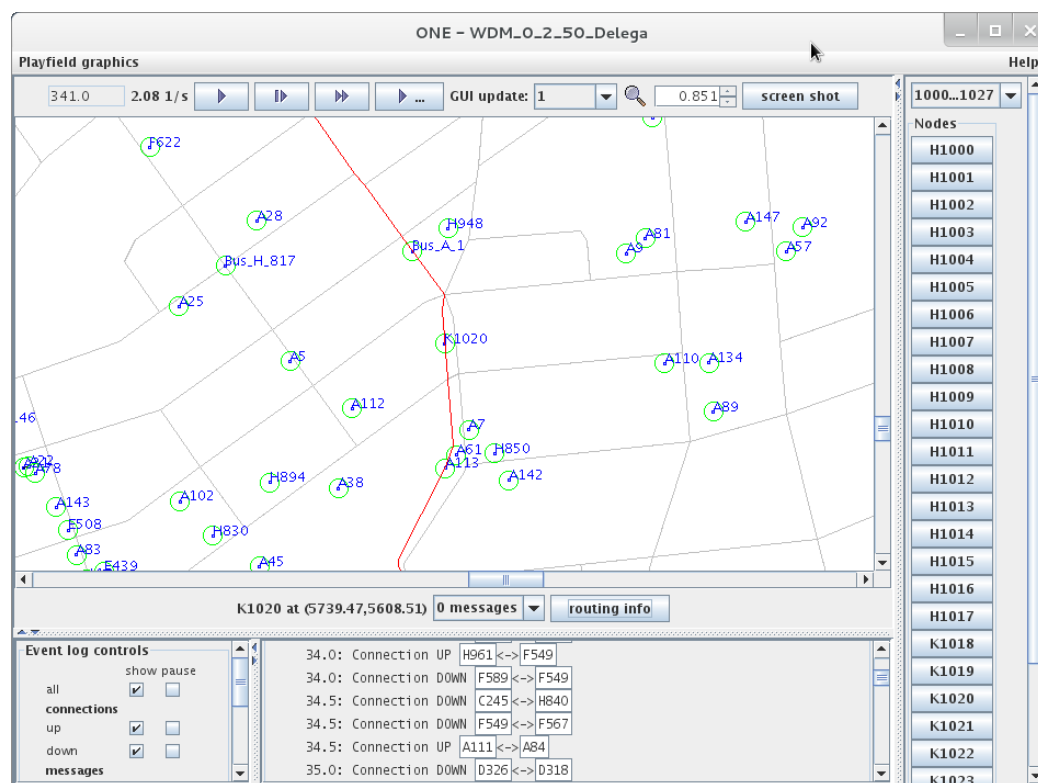 ONE – WDM_0_2_50_Delega
Playfield graphics
Help
341.0 2.08 1/s ... GUI update: 1 0.851 screen shot
1000...1027
Nodes
H1000
H1001
H1002
H1003
H1004
H1005
H1006
H1007
H1008
H1009
H1010
H1011
H1012
H1013
H1014
H1015
H1016
H1017
K1018
K1019
K1020
K1021
K1022
K1023
F622
A28
H948
A147
A92
Bus_A_1
A81
A9
A57
Bus_H_817
A25
K1020
A5
A110
A134
A112
A89
.46
A7
A61
H850
A113
A22
A78
H894
A38
A142
A143
A102
E508
H830
A83
E439
A45
K1020 at (5739.47,5608.51) 0 messages routing info
Event log controls
show pause
all
connections
up
down
messages
34.0: Connection UP H961 <-> F549
34.0: Connection DOWN F589 <-> F549
34.5: Connection DOWN C245 <-> H840
34.5: Connection DOWN F549 <-> F567
34.5: Connection UP A111 <-> A84
35.0: Connection DOWN D326 <-> D318